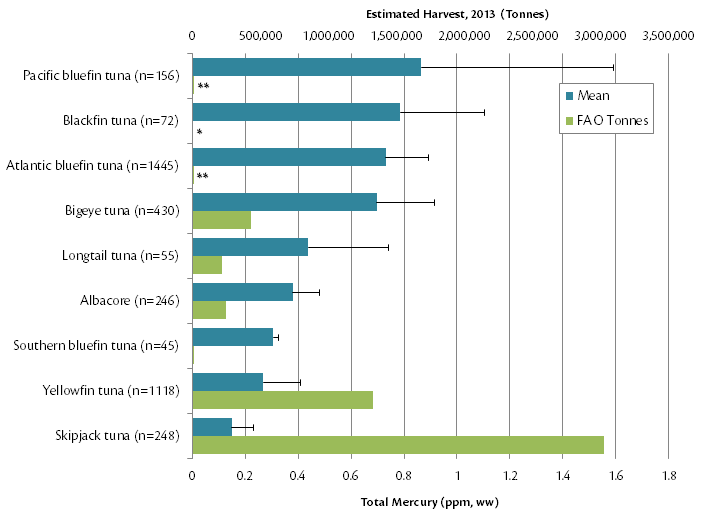 Estimated Harvest, 2013 (Tonnes)
0 500,000 1,000,000 1,500,000 2,000,000 2,500,000 3,000,000 3,500,000
Pacific bluefin tuna (n=156)
**
Mean
FAO Tonnes
Blackfin tuna (n=72)
*
Atlantic bluefin tuna (n=1445)
**
Bigeye tuna (n=430)
Longtail tuna (n=55)
Albacore (n=246)
Southern bluefin tuna (n=45)
Yellowfin tuna (n=1118)
Skipjack tuna (n=248)
0 0.2 0.4 0.6 0.8 1 1.2 1.4 1.6 1.8
Total Mercury (ppm, ww)